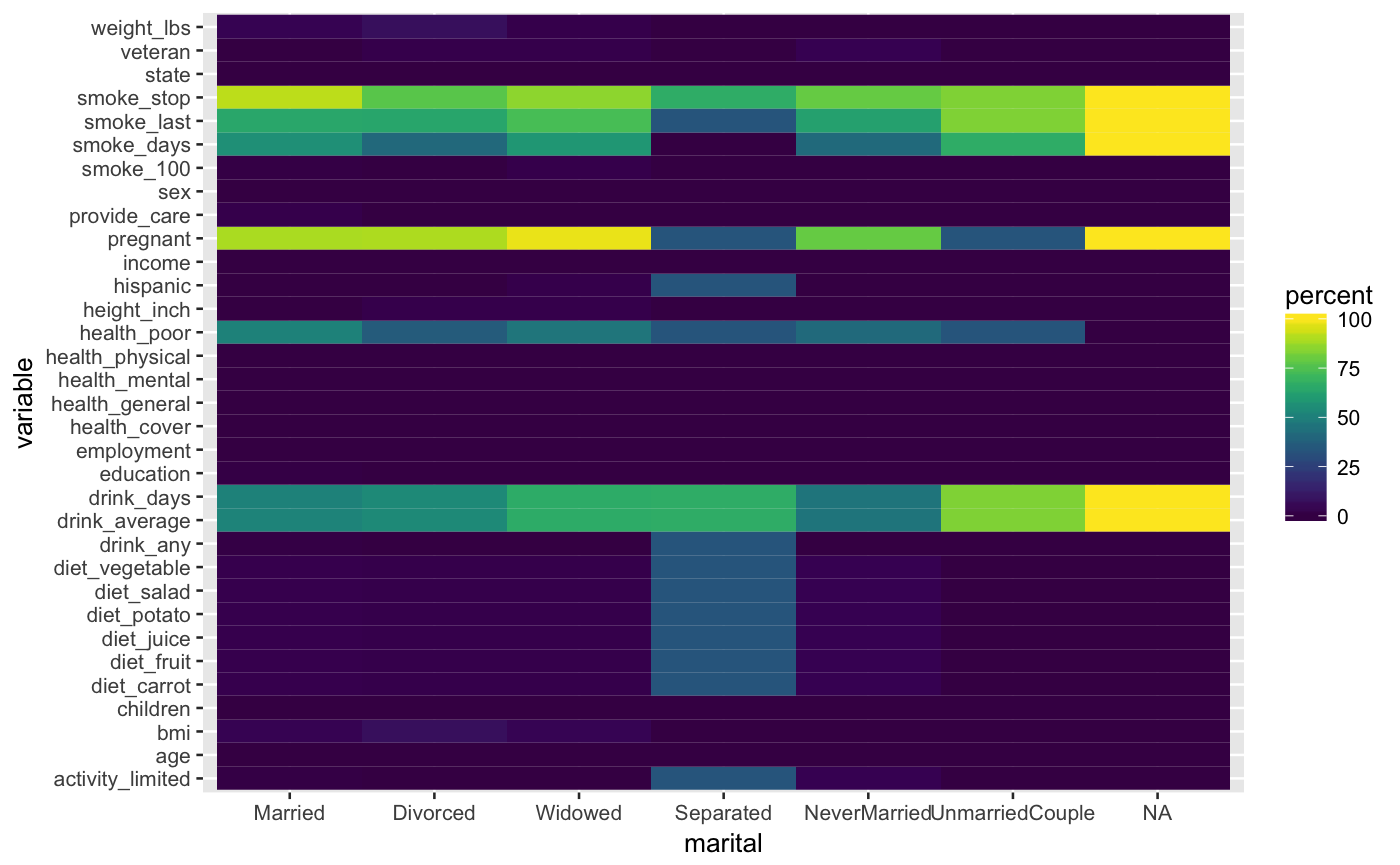 weight_lbs
veteran
state
smoke_stop
smoke_last
smoke_days
smoke_100
sex
provide_care
pregnant
income
hispanic
height_inch
health_poor
health_physical
health_mental
health_general
health_cover
employment
education
drink_days
drink_average
drink_any
diet_vegetable
diet_salad
diet_potato
diet_juice
diet_fruit
diet_carrot
children
bmi
age
activity_limited
variable
Married Divorced Widowed Separated NeverMarried UnmarriedCouple NA
marital
percent
100
75
50
25
0